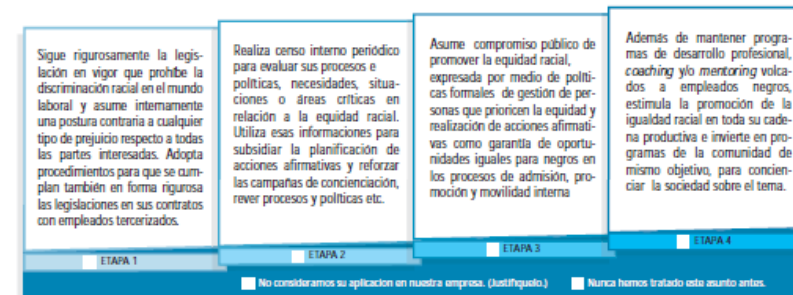 Sigue rigurosamente la legis-
lación en vigor que prohíbe la
discriminación racial en el mundo
laboral y asume internamente
una postura contraria a cualquier
tipo de prejuicio respecto a todas
las partes interesadas. Adopta
procedimientos para que se cum-
plan también en forma rigurosa
las legislaciones en sus contratos
con empleados tercerizados.
ETAPA 1
Realiza censo interno periódico
para evaluar sus procesos e
políticas, necesidades, situa-
ciones o áreas críticas en
relación a la equidad racial.
Utiliza esas informaciones para
subsidiar la planificación de
acciones afirmativas y reforzar
las campañas de concienciación,
rever procesos y políticas etc.
ETAPA 2
Asume compromiso público de
promover la equidad racial,
expresada por medio de políti-
cas formales de gestión de per-
sonas que prioricen la equidad y
realización de acciones afirmati-
vas como garantía de oportu-
nidades iguales para negros en
los procesos de admisión, pro-
moción y movilidad interna
ETAPA 3
Además de mantener progra-
mas de desarrollo profesional,
coaching y/o mentoring volca-
dos a empleados negros,
estimula la promoción de la
igualdad racial en toda su cade-
na productiva e invierte en pro-
gramas de la comunidad de
mismo objetivo, para concien-
ciar la sociedad sobre el tema.
ETAPA 4
No consideramos su aplicacion en nuestra empresa. (Justifíquelo.)
Nunca hemos tratado este asunto antes.